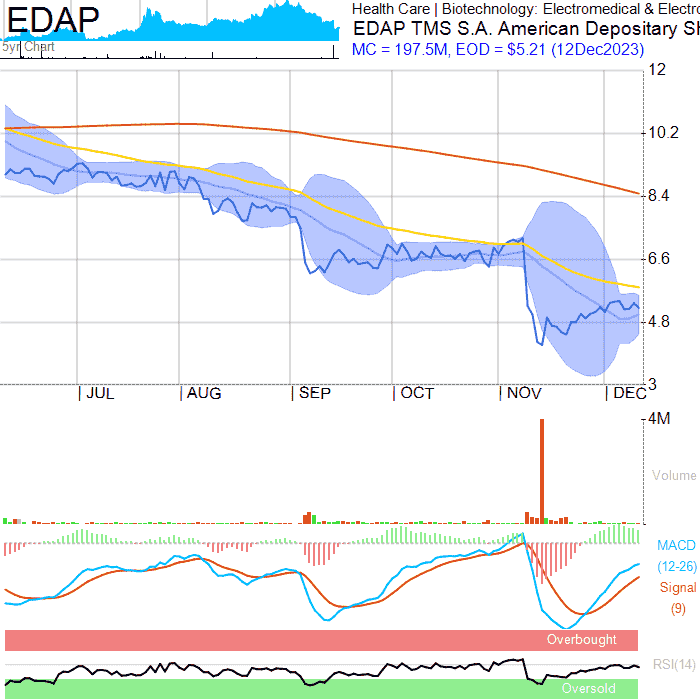 EDAP
5yr Chart
Health Care | Biotechnology: Electromedical & Electro
EDAP TMS S.A. American Depositary Sh
MC = 197.5M, EOD = $5.21 (12Dec2023)
12
10.2
8.4
6.6
4.8
3
JUL
AUG
SEP
OCT
NOV
DEC
4M
Volume
MACD
(12-26)
Signal
(9)
Overbought
RSI(14)
Oversold